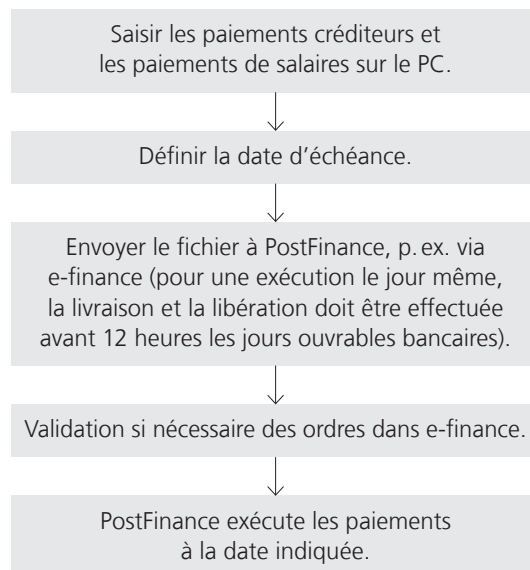 Saisir les paiements créditeurs et
les paiements de salaires sur le PC.
Définir la date d’échéance.
Envoyer le fichier à PostFinance, p. ex. via
e-finance (pour une exécution le jour même,
la livraison et la libération doit être effectuée
avant 12 heures les jours ouvrables bancaires).
Validation si nécessaire des ordres dans e-finance.
PostFinance exécute les paiements
à la date indiquée.